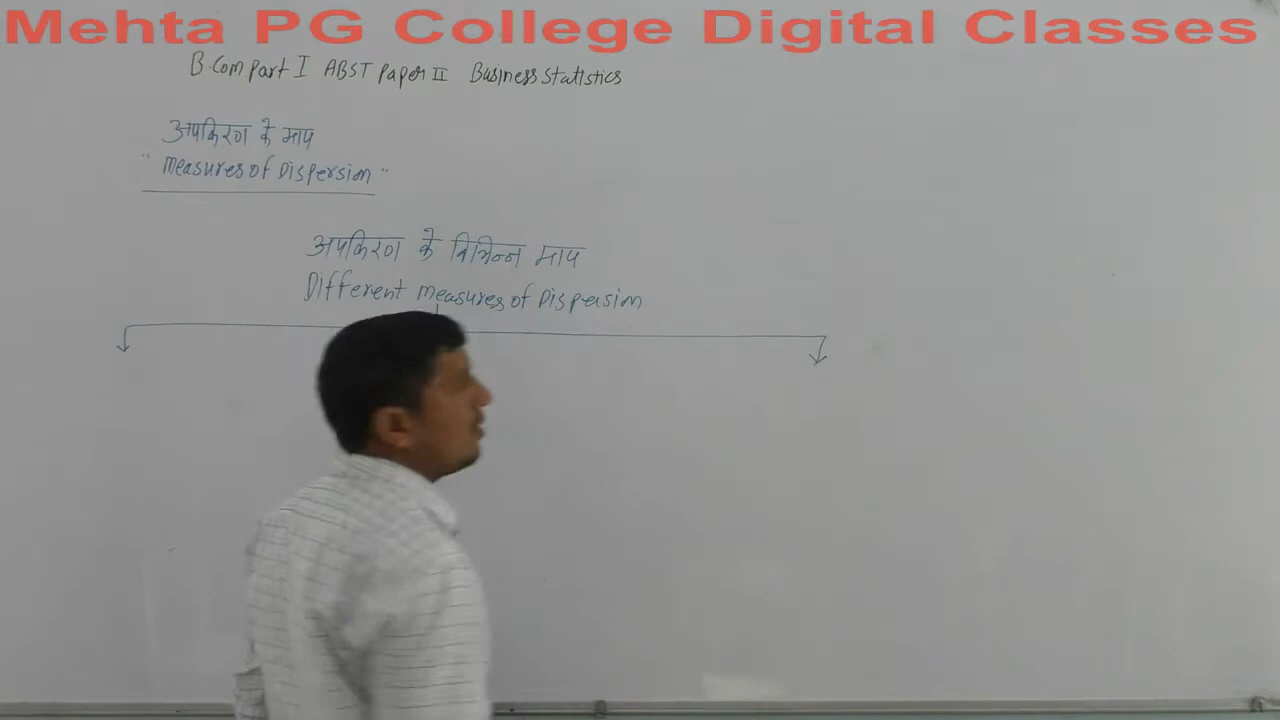 Mehta PG College Digital Classes
B.Com Part I ABST Paper II Business Statistics
अपकिरण के माप
"Measures of Dispersion"
अपकिरण के विभिन्न माप
Different measures of Dispersion